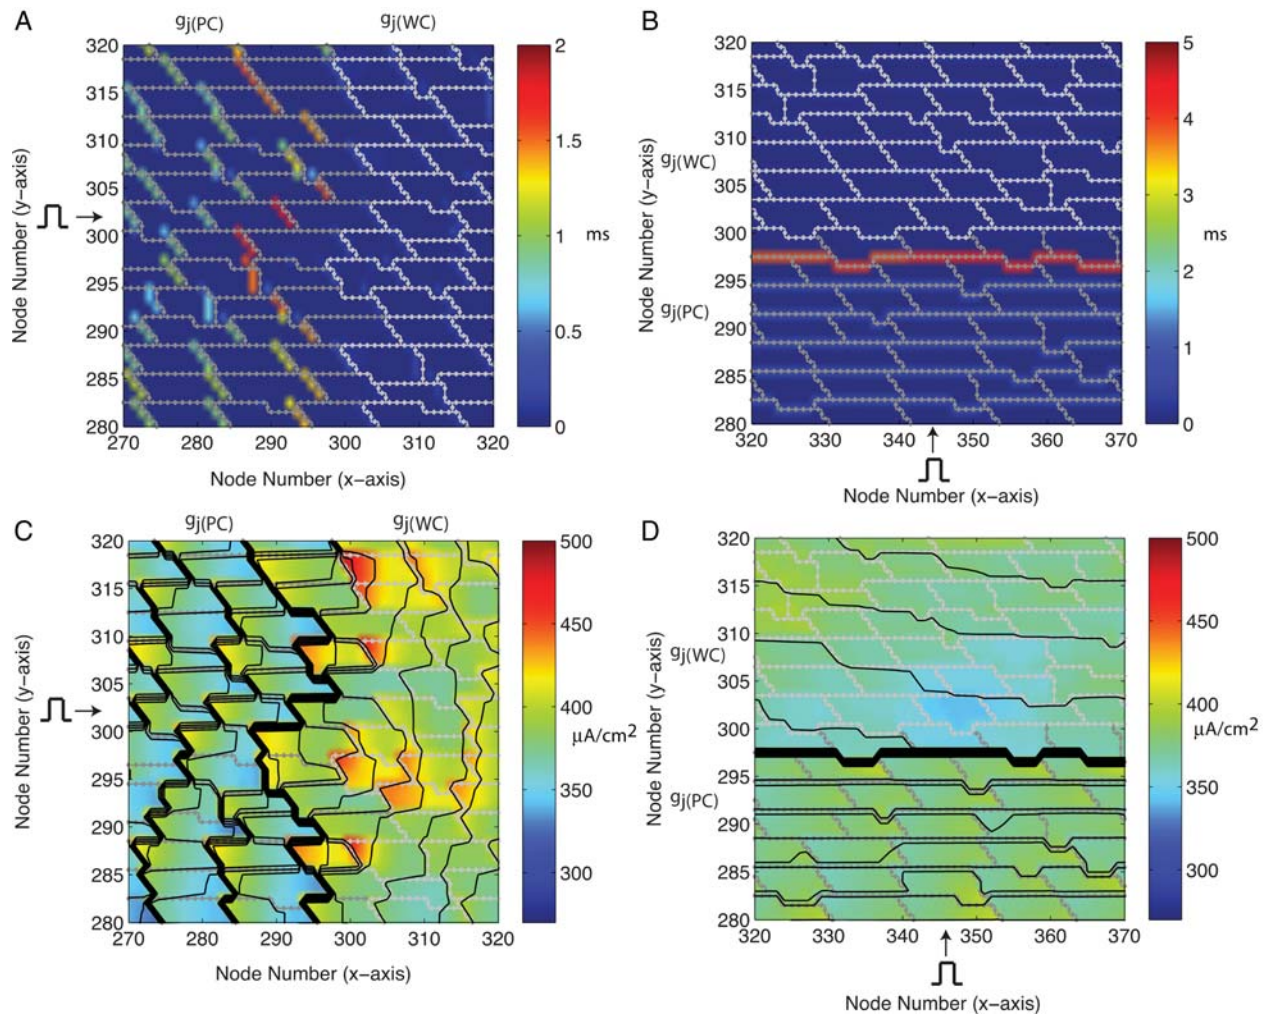 A
gj(PC)
gj(WC)
320
315
310
305
300
295
290
285
280
Node Number (y-axis)
270 280 290 300 310 320
Node Number (x-axis)
2
1.5
1
0.5
0
ms
B
320
315
310
305
300
295
290
285
280
Node Number (y-axis)
gj(WC)
gj(PC)
320 330 340 350 360 370
Node Number (x-axis)
5
4
3
2
1
0
ms
C
gj(PC)
gj(WC)
320
315
310
305
300
295
290
285
280
Node Number (y-axis)
270 280 290 300 310 320
Node Number (x-axis)
500
450
400
350
300
μA/cm²
D
320
315
310
305
300
295
290
285
280
Node Number (y-axis)
gj(WC)
gj(PC)
320 330 340 350 360 370
Node Number (x-axis)
500
450
400
350
300
μA/cm²